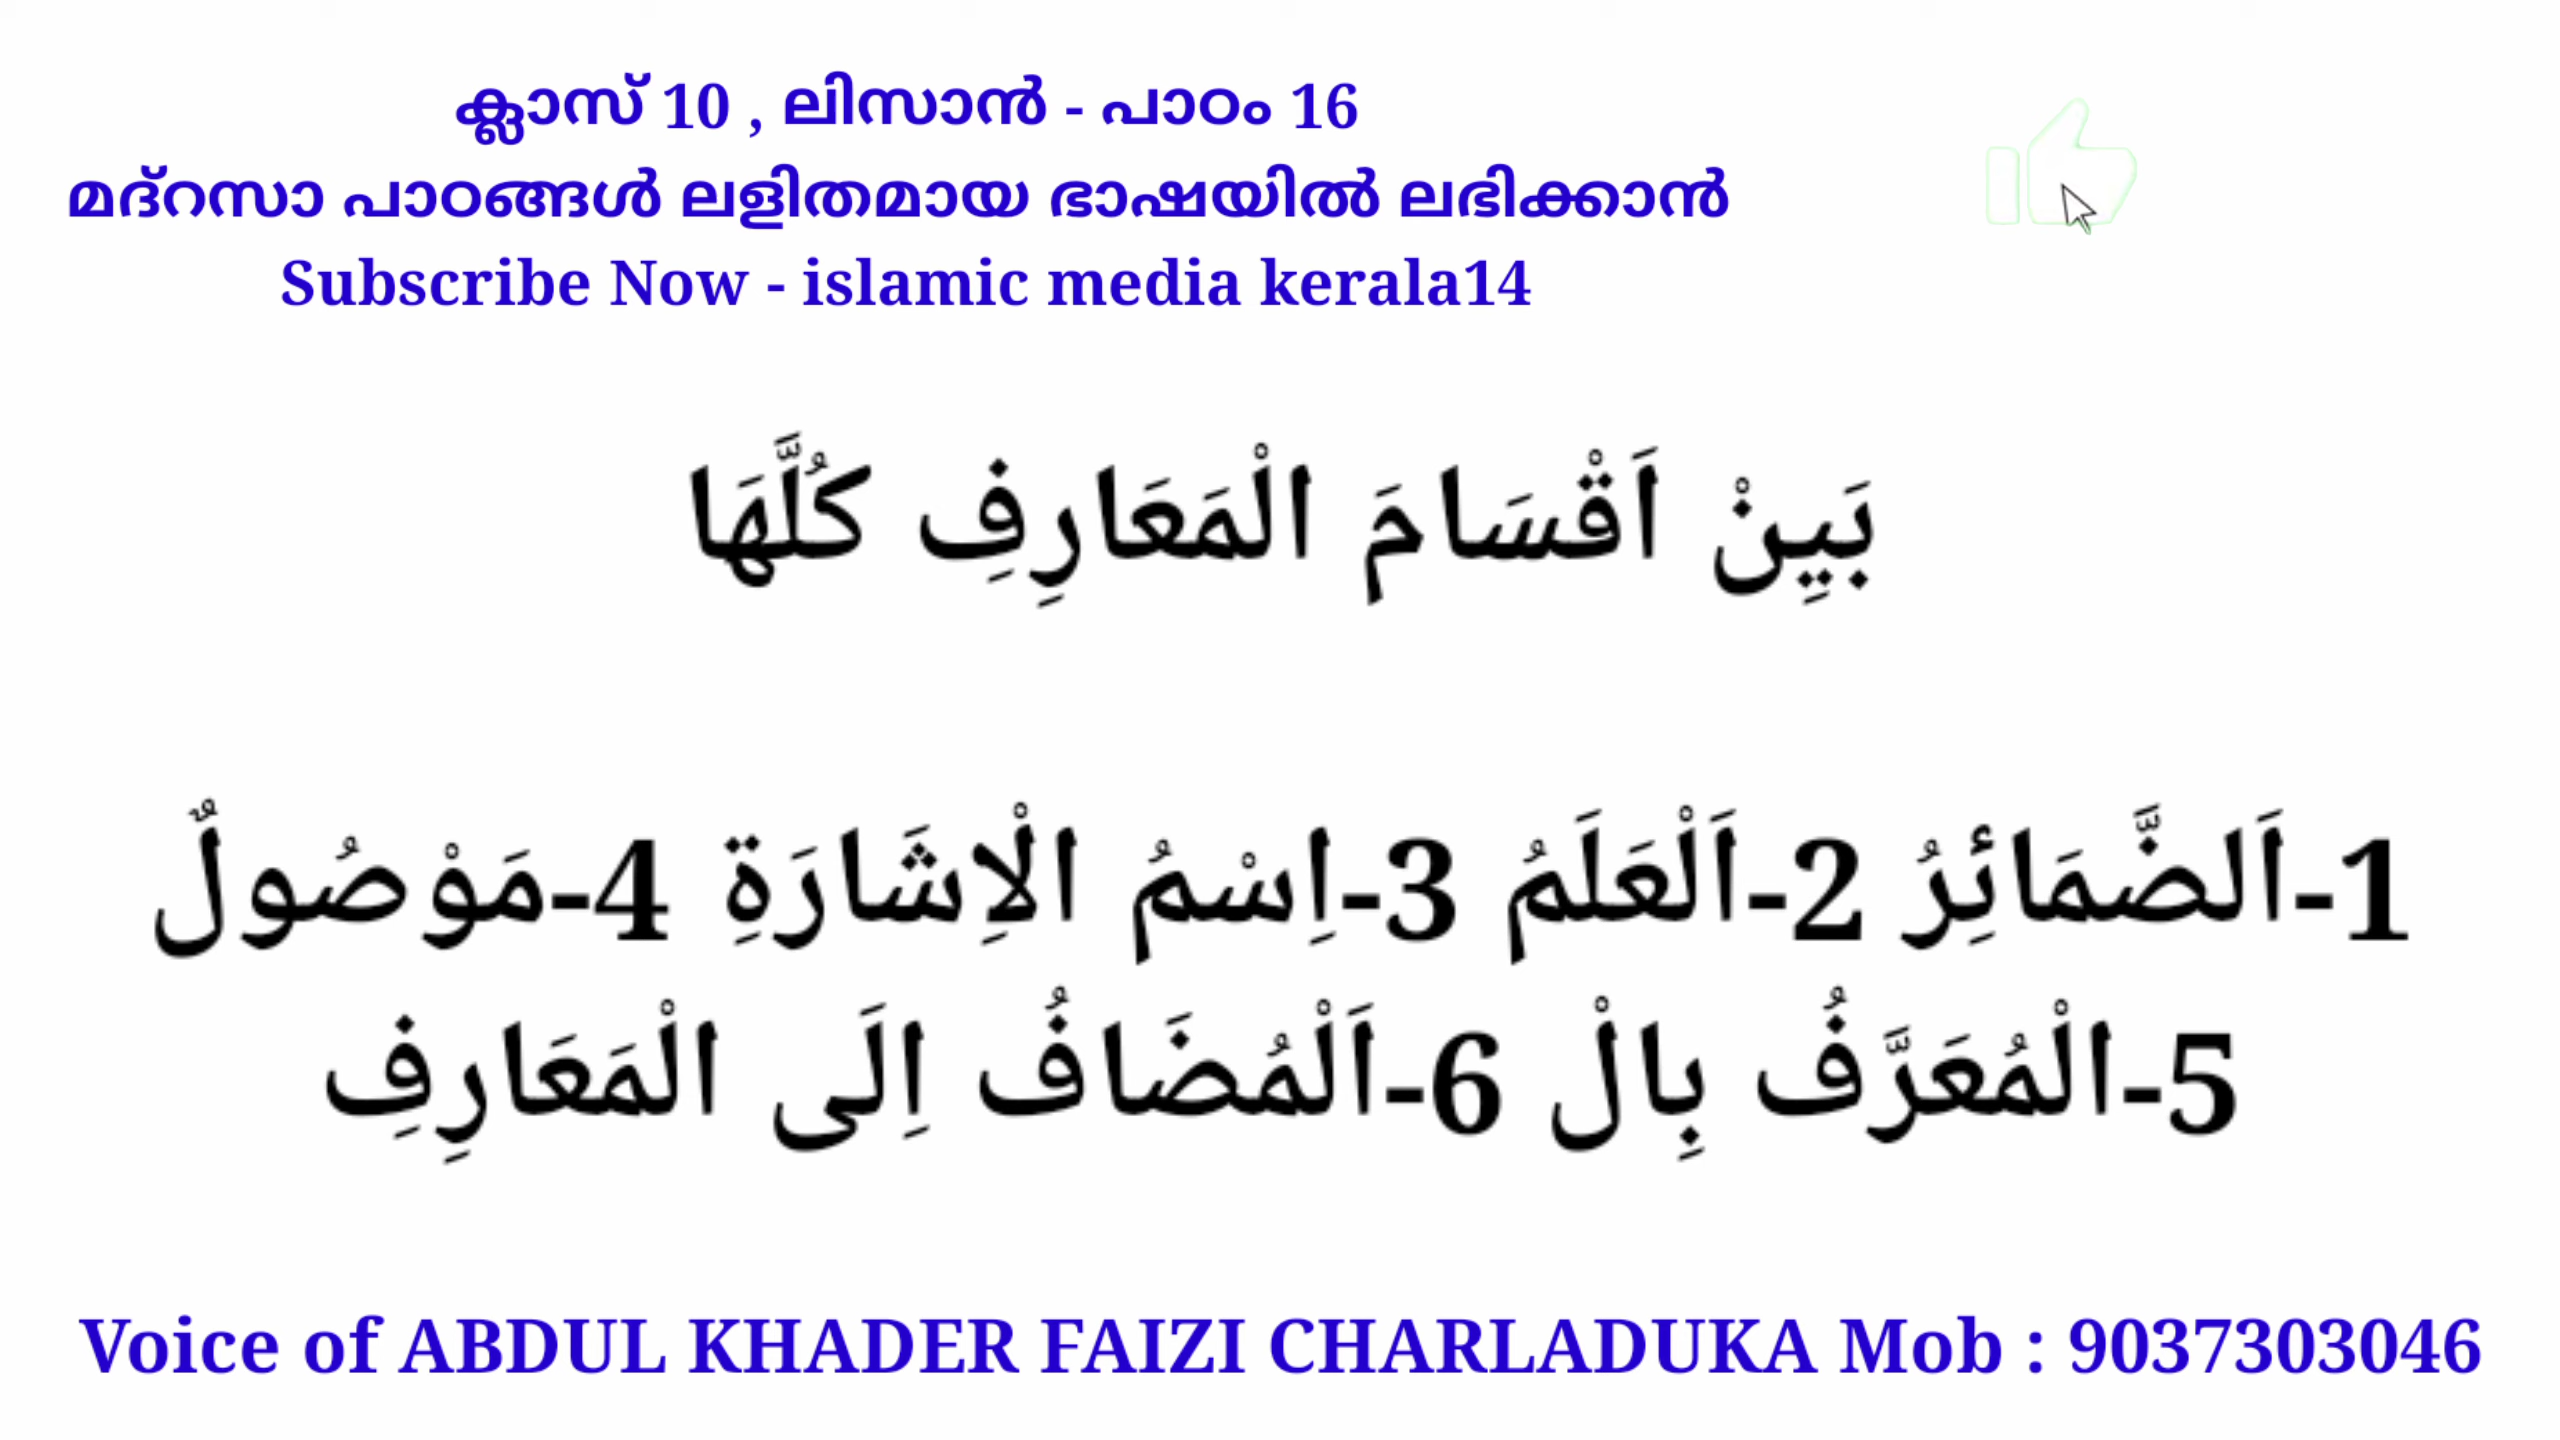 ക്ലാസ് 10 , ലിസാൻ - പാഠം 16
മദ്റസാ പാഠങ്ങൾ ലളിതമായ ഭാഷയിൽ ലഭിക്കാൻ
Subscribe Now - islamic media kerala14
بَيِنْ اَقْسَامَ الْمَعَارِفِ كُلَّهَا
1-اَلضَّمَائِرُ 2-اَلْعَلَمُ 3-اِسْمُ الْاِشَارَةِ 4-مَوْصُولٌ
5-الْمُعَرَّفُ بِالْ 6-اَلْمُضَافُ اِلَى الْمَعَارِفِ
Voice of ABDUL KHADER FAIZI CHARLADUKA Mob : 9037303046